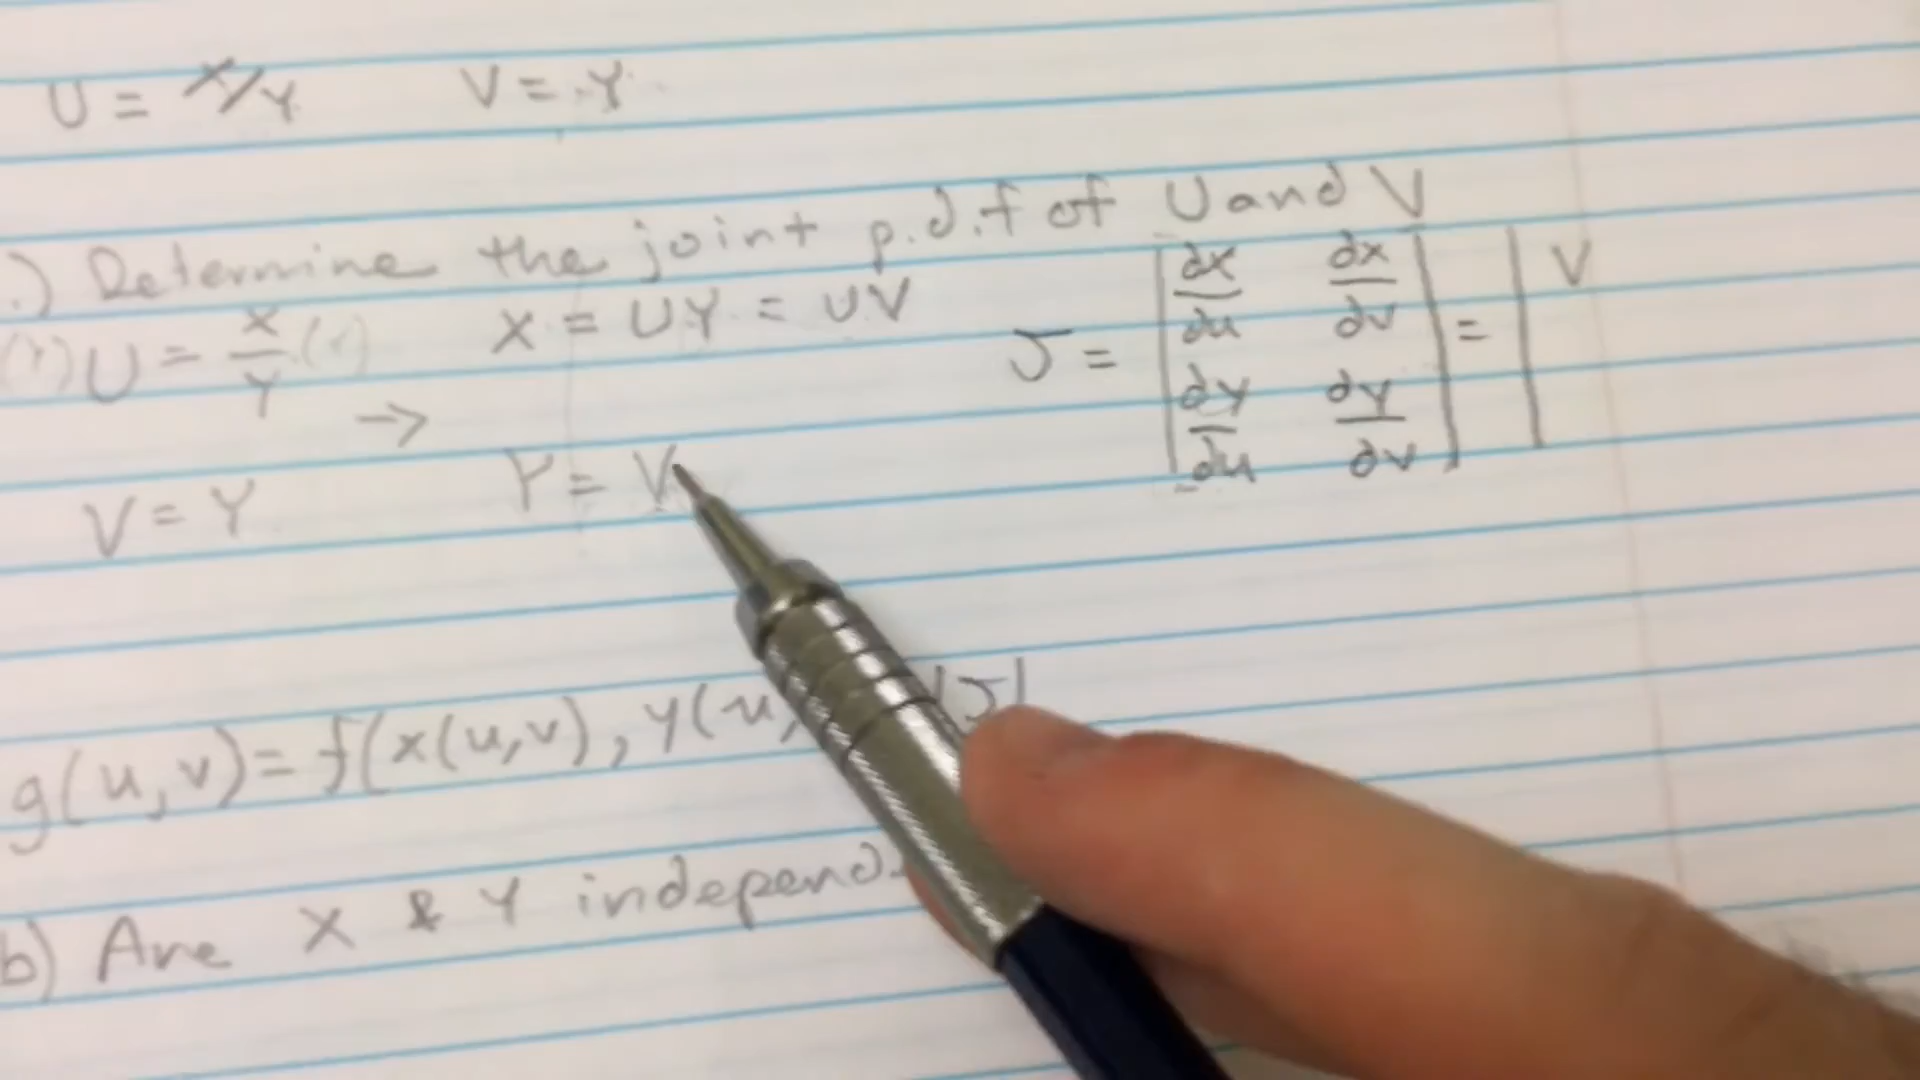 U = X/Y V = Y
.) Determine the joint p.d.f of U and V
(Y) U = X/Y (Y) → X = UY = UV
V = Y Y = V
J = | ∂x/∂u ∂x/∂v | = | V
| ∂y/∂u ∂y/∂v |
g(u,v) = f(x(u,v), y(u, |J|
b) Are X & Y independ